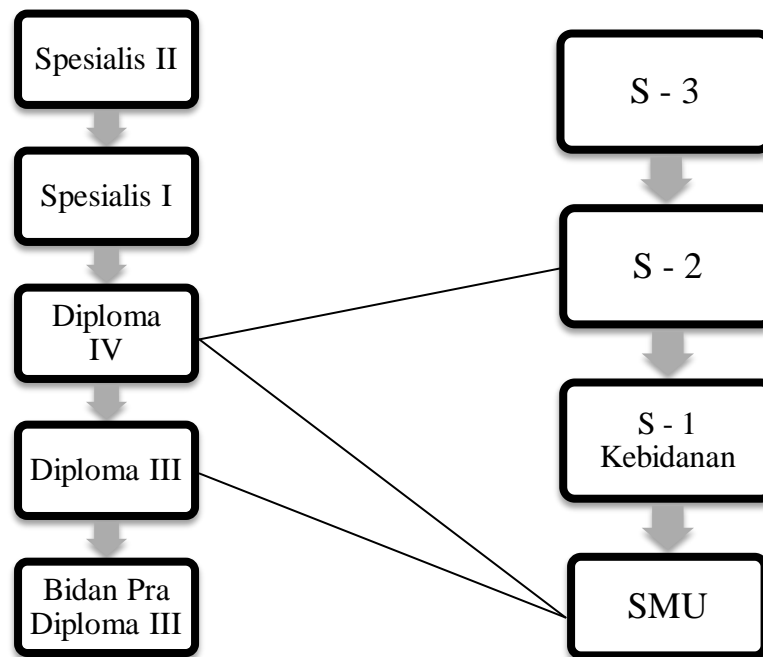 Spesialis II
Spesialis I
Diploma
IV
Diploma III
Bidan Pra
Diploma III
S - 3
S - 2
S - 1
Kebidanan
SMU